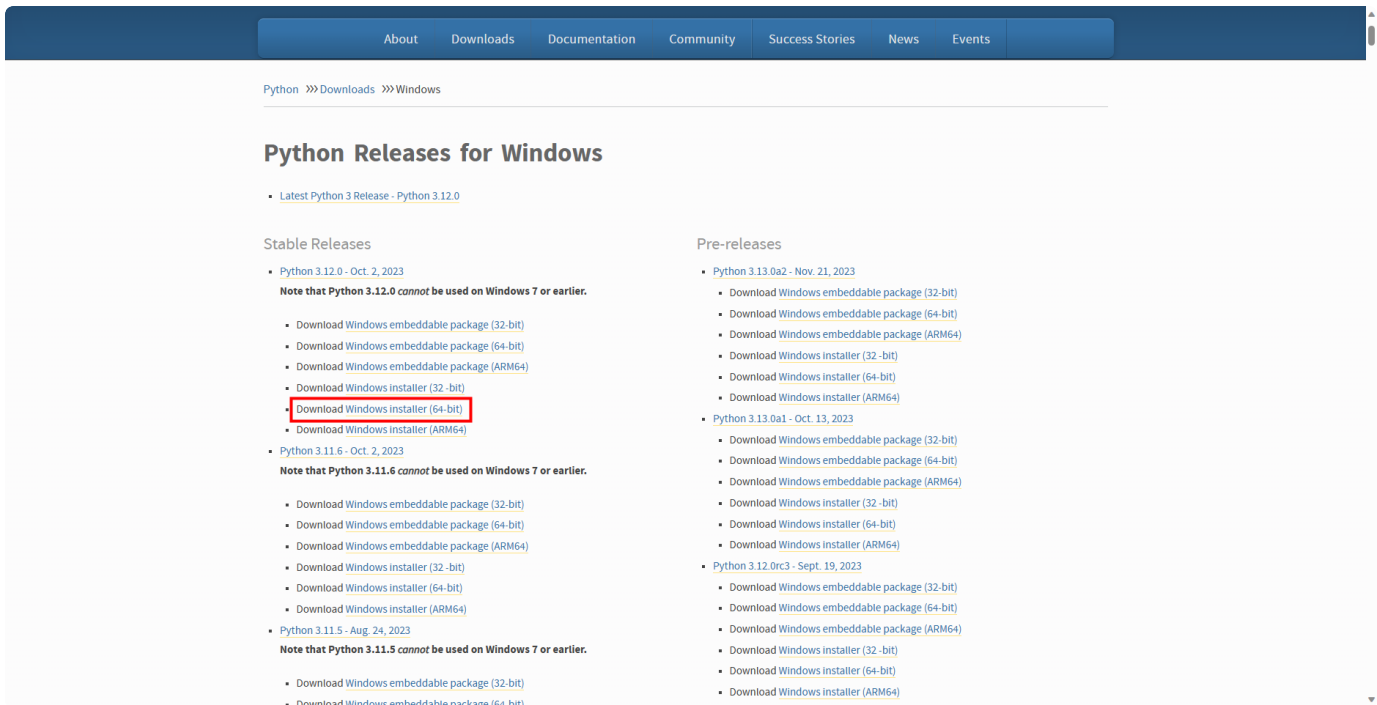 About Downloads Documentation Community Success Stories News Events
Python >>> Downloads >>> Windows
Python Releases for Windows
Latest Python 3 Release - Python 3.12.0
Stable Releases
Python 3.12.0 - Oct. 2, 2023
Note that Python 3.12.0 cannot be used on Windows 7 or earlier.
Download Windows embeddable package (32-bit)
Download Windows embeddable package (64-bit)
Download Windows embeddable package (ARM64)
Download Windows installer (32 -bit)
Download Windows installer (64-bit)
Download Windows installer (ARM64)
Python 3.11.6 - Oct. 2, 2023
Note that Python 3.11.6 cannot be used on Windows 7 or earlier.
Download Windows embeddable package (32-bit)
Download Windows embeddable package (64-bit)
Download Windows embeddable package (ARM64)
Download Windows installer (32 -bit)
Download Windows installer (64-bit)
Download Windows installer (ARM64)
Python 3.11.5 - Aug. 24, 2023
Note that Python 3.11.5 cannot be used on Windows 7 or earlier.
Download Windows embeddable package (32-bit)
Download Windows embeddable package (64-bit)
Pre-releases
Python 3.13.0a2 - Nov. 21, 2023
Download Windows embeddable package (32-bit)
Download Windows embeddable package (64-bit)
Download Windows embeddable package (ARM64)
Download Windows installer (32 -bit)
Download Windows installer (64-bit)
Download Windows installer (ARM64)
Python 3.13.0a1 - Oct. 13, 2023
Download Windows embeddable package (32-bit)
Download Windows embeddable package (64-bit)
Download Windows embeddable package (ARM64)
Download Windows installer (32 -bit)
Download Windows installer (64-bit)
Download Windows installer (ARM64)
Python 3.12.0rc3 - Sept. 19, 2023
Download Windows embeddable package (32-bit)
Download Windows embeddable package (64-bit)
Download Windows embeddable package (ARM64)
Download Windows installer (32 -bit)
Download Windows installer (64-bit)
Download Windows installer (ARM64)